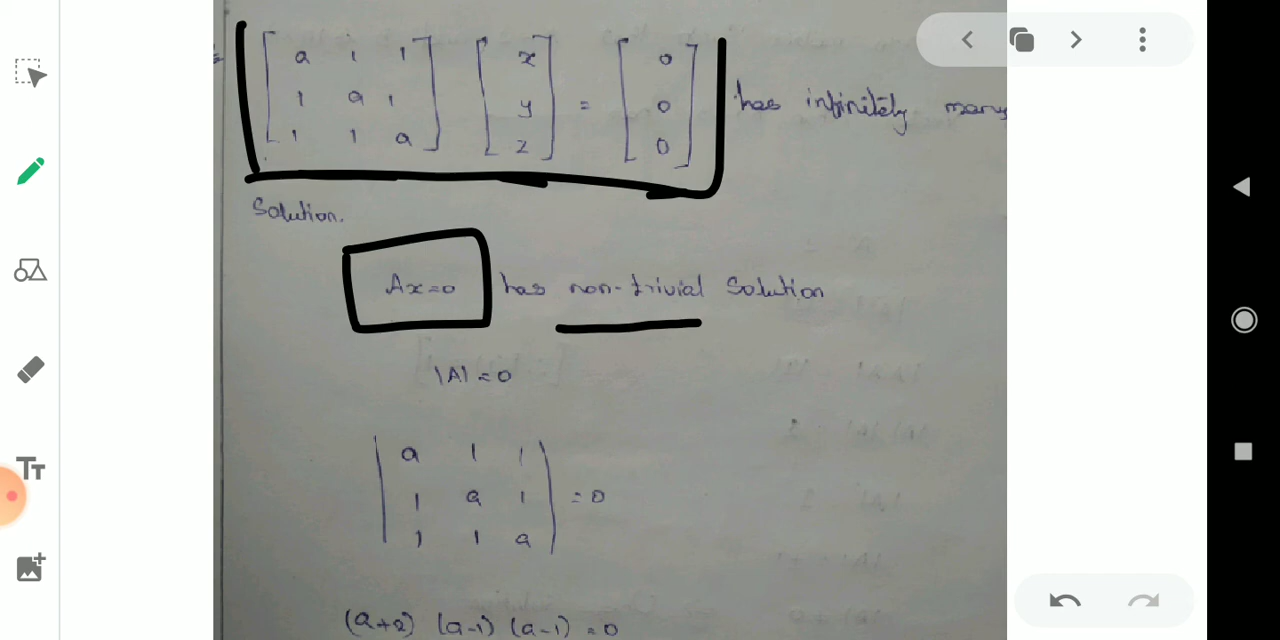 [a 1 1] [x] = [0] has infinitely many
[1 a 1] [y] [0]
[1 1 a] [z] [0]
Solution.
Ax=0 has non-trivial Solution
|A| = 0
|a 1 1|
|1 a 1| = 0
|1 1 a|
(a+2) (a-1) (a-1) = 0
Tт